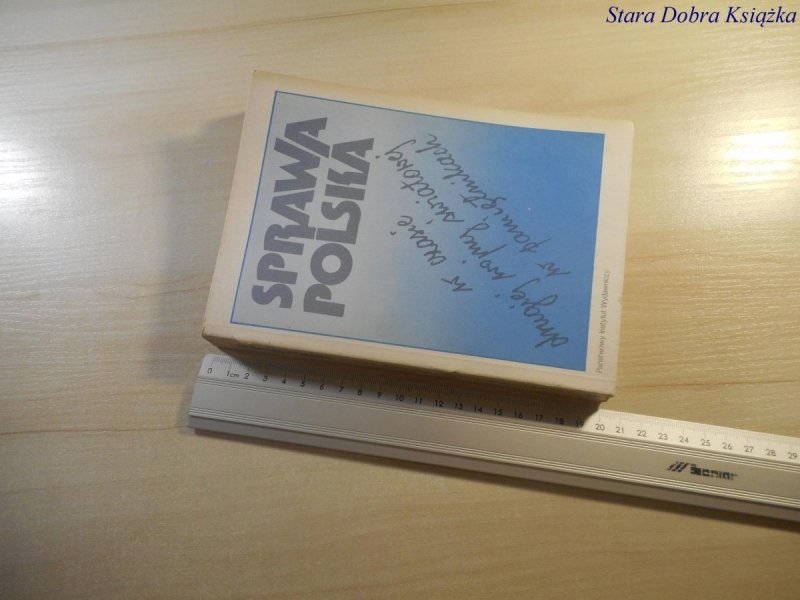 Stara Dobra Książka
SPRAWA
POLSKA
w czasie
drugiej wojny światowej
w pamiętnikach
Państwowy Instytut Wydawniczy
0 1cm 2 3 4 5 6 7 8 9 10 11 12 13 14 15 16 17 18 19 20 21 22 23 24 25 26 27 28 29